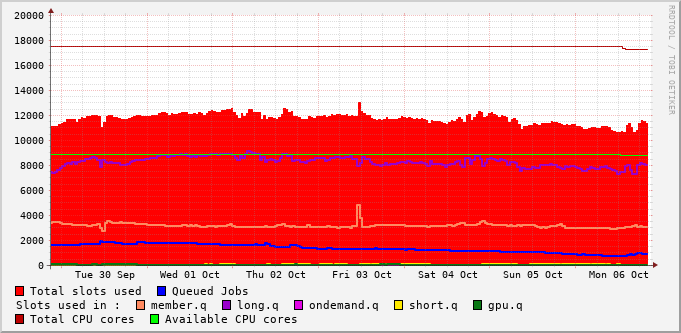 RRDTOOL / TOBI OETIKER
20000
18000
16000
14000
12000
10000
8000
6000
4000
2000
0
Tue 30 Sep Wed 01 Oct Thu 02 Oct Fri 03 Oct Sat 04 Oct Sun 05 Oct Mon 06 Oct
Total slots used Queued Jobs
Slots used in : member.q long.q ondemand.q short.q gpu.q
Total CPU cores Available CPU cores